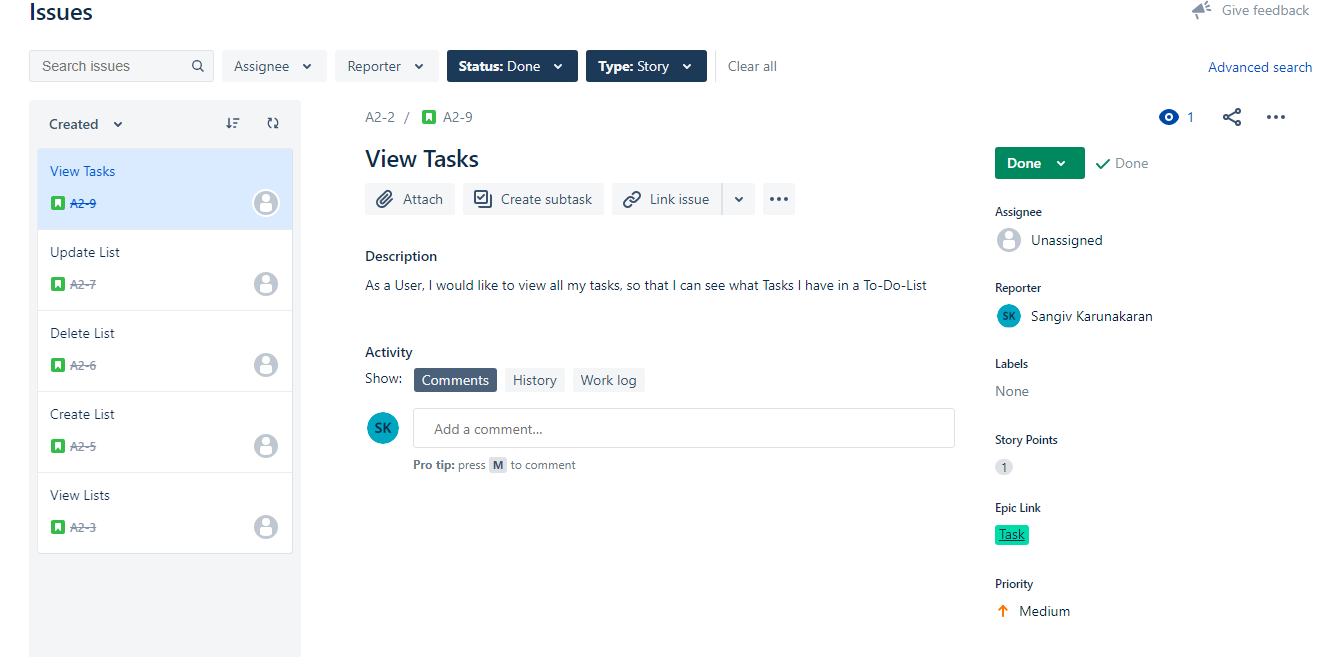 Issues
Give feedback
Search issues
Assignee
Reporter
Status: Done
Type: Story
Clear all
Advanced search
Created
View Tasks
A2-9
Update List
A2-7
Delete List
A2-6
Create List
A2-5
View Lists
A2-3
A2-2 / A2-9
1
View Tasks
Attach
Create subtask
Link issue
Description
As a User, I would like to view all my tasks, so that I can see what Tasks I have in a To-Do-List
Activity
Show: Comments History Work log
SK Add a comment...
Pro tip: press M to comment
Done Done
Assignee
Unassigned
Reporter
SK Sangiv Karunakaran
Labels
None
Story Points
1
Epic Link
Task
Priority
Medium